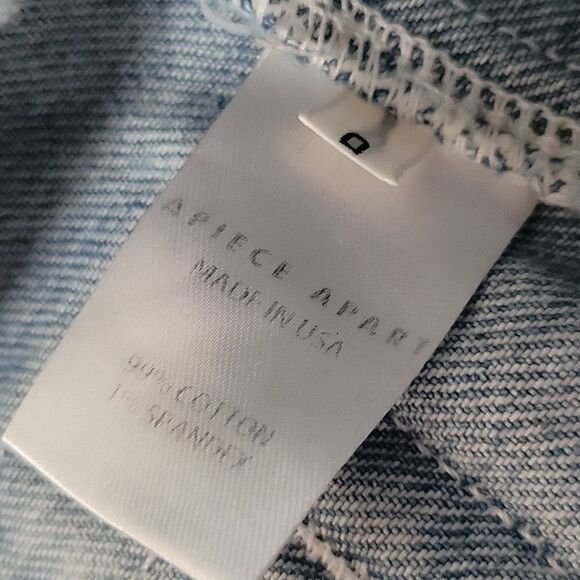 0
APIECE APART
MADE IN USA
99% COTTON
1% SPANDEX